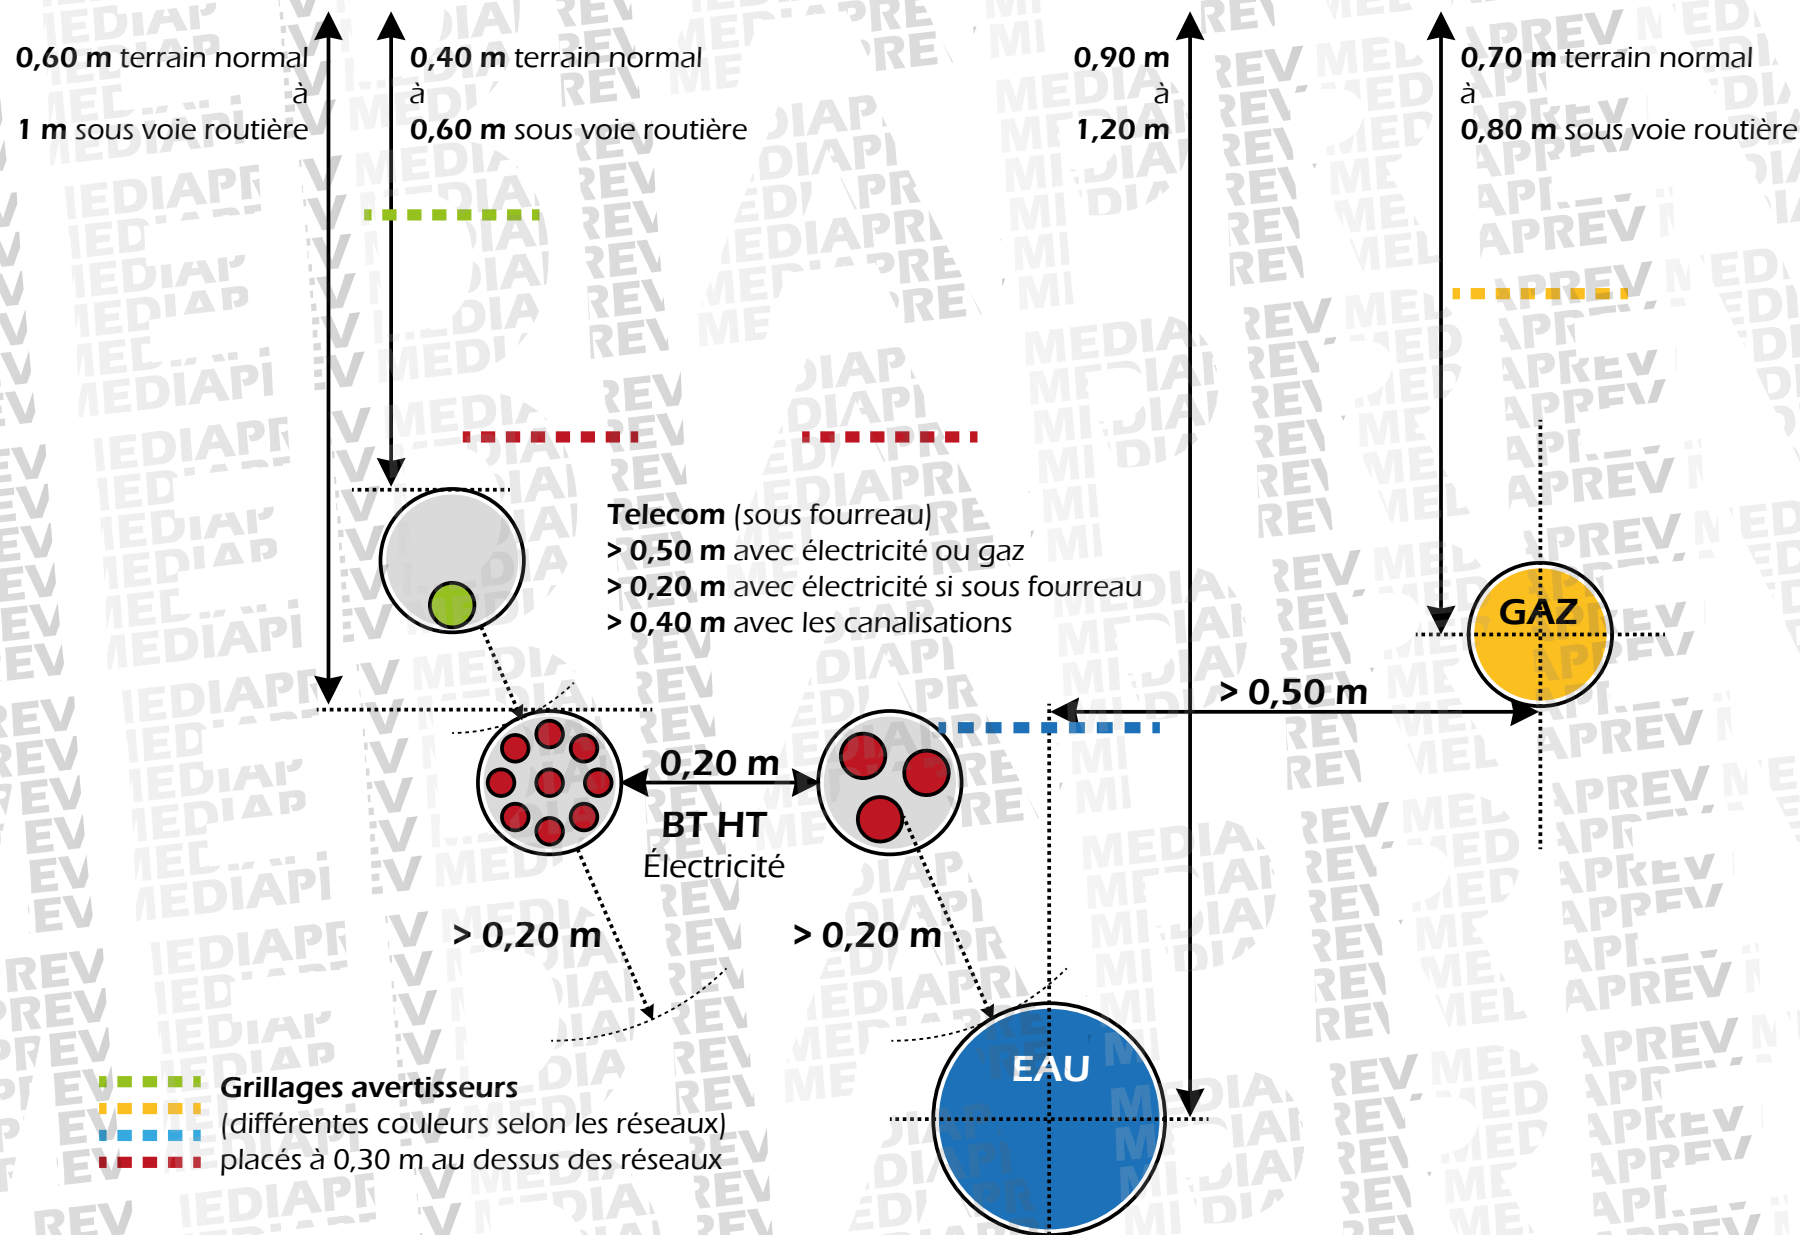 0,60 m terrain normal
à
1 m sous voie routière
0,40 m terrain normal
à
0,60 m sous voie routière
0,90 m
à
1,20 m
0,70 m terrain normal
à
0,80 m sous voie routière
Telecom (sous fourreau)
> 0,50 m avec électricité ou gaz
> 0,20 m avec électricité si sous fourreau
> 0,40 m avec les canalisations
GAZ
> 0,50 m
0,20 m
BT HT
Électricité
> 0,20 m
> 0,20 m
EAU
Grillages avertisseurs
(différentes couleurs selon les réseaux)
placés à 0,30 m au dessus des réseaux